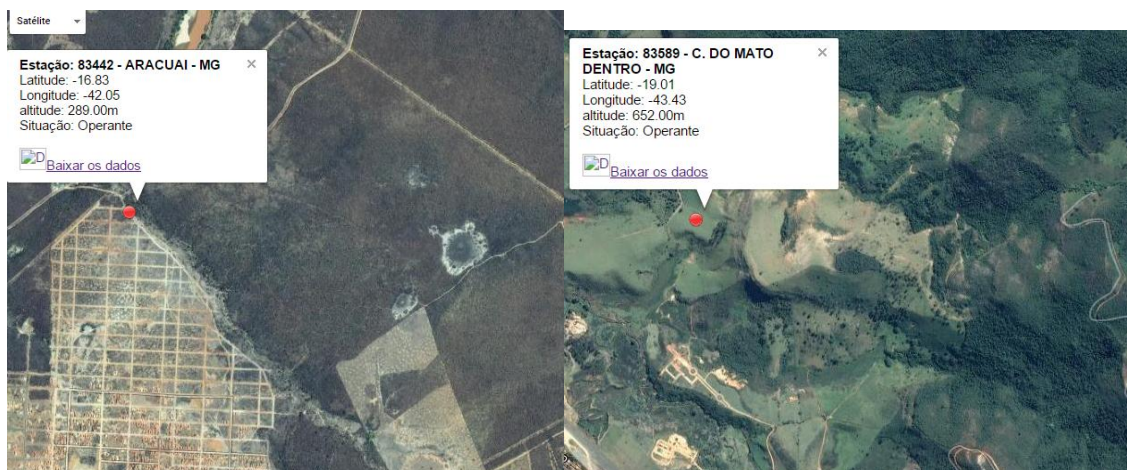 Satélite
Estação: 83442 - ARACUAI - MG
Latitude: -16.83
Longitude: -42.05
altitude: 289.00m
Situação: Operante
D
Baixar os dados
Estação: 83589 - C. DO MATO
DENTRO - MG
Latitude: -19.01
Longitude: -43.43
altitude: 652.00m
Situação: Operante
D
Baixar os dados